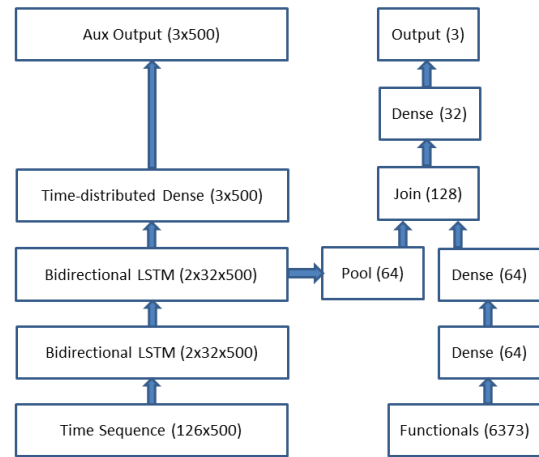 Aux Output (3x500)
Output (3)
Dense (32)
Time-distributed Dense (3x500)
Join (128)
Bidirectional LSTM (2x32x500)
Pool (64)
Dense (64)
Bidirectional LSTM (2x32x500)
Dense (64)
Time Sequence (126x500)
Functionals (6373)